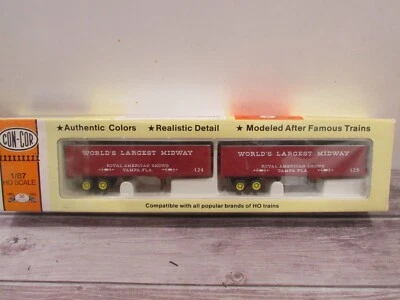 ★Authentic Colors ★Realistic Detail ★Modeled After Famous Trains
CON-COR
1/87
HO SCALE
WORLD'S LARGEST MIDWAY
ROYAL AMERICAN SHOWS
TAMPA, FLA.
124
WORLD'S LARGEST MIDWAY
ROYAL AMERICAN SHOWS
TAMPA, FLA.
Compatible with all popular brands of HO trains